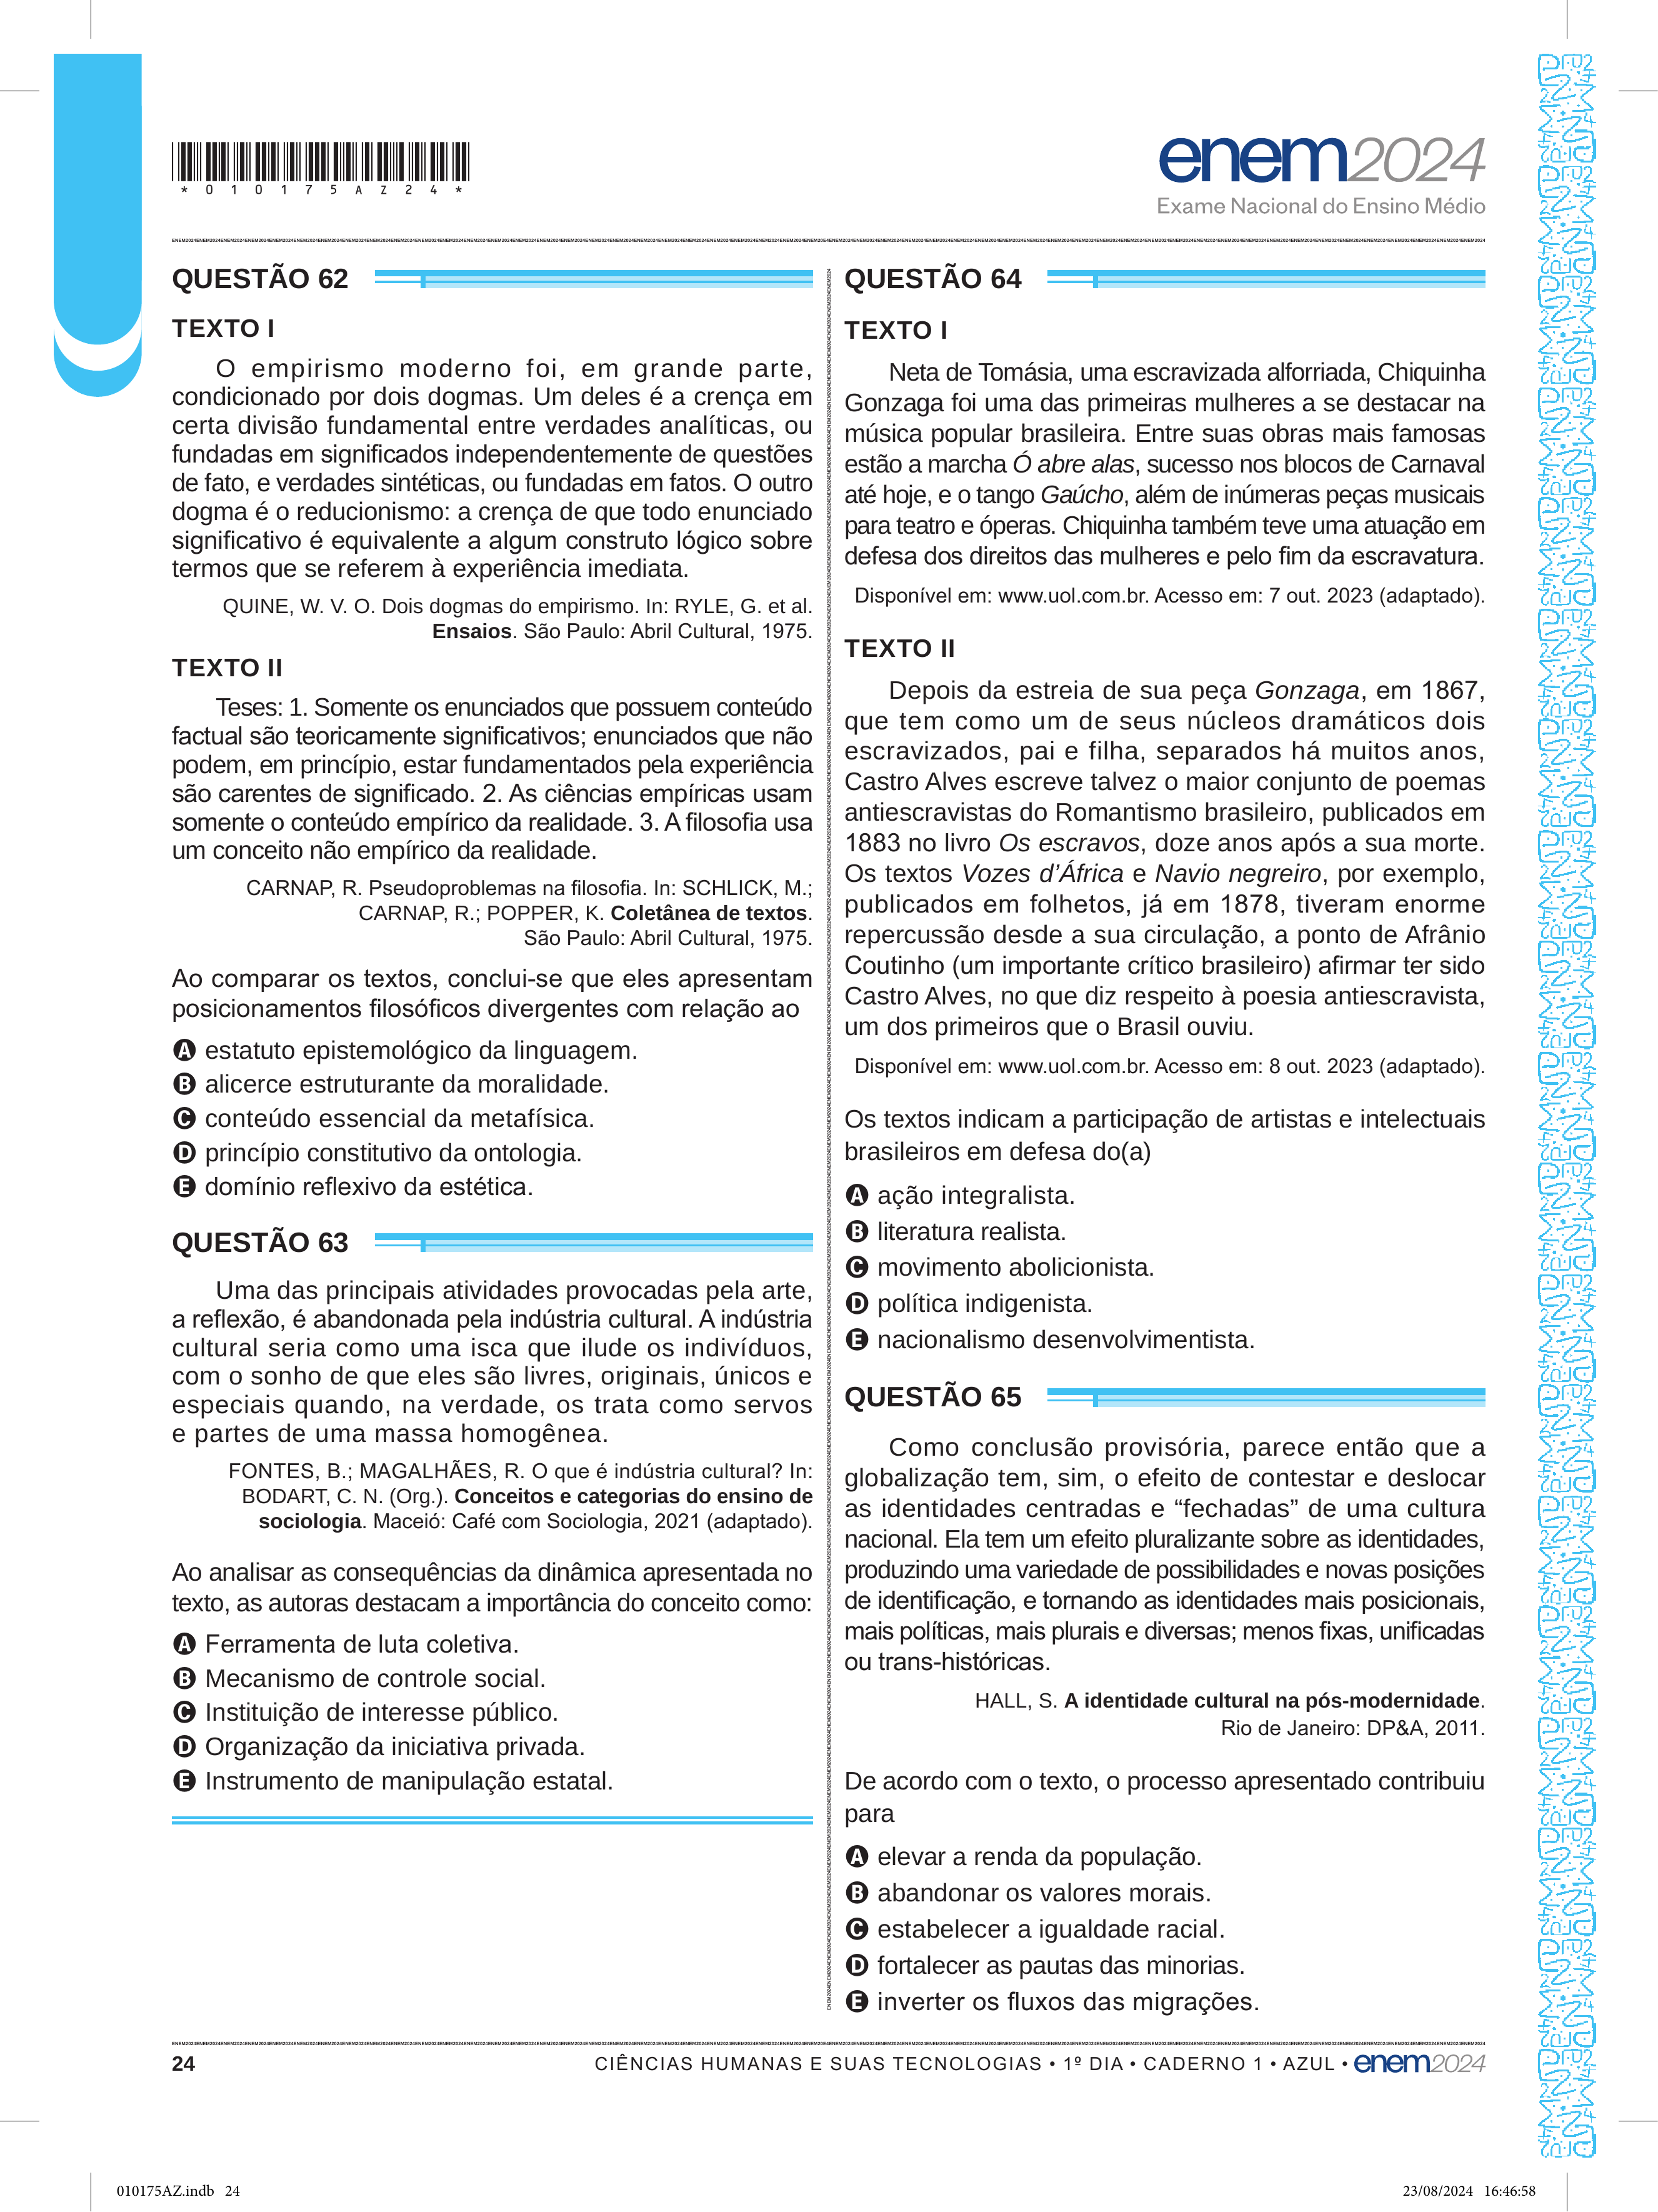 * 0 1 0 1 7 5 A Z 2 4 *
enem2024
Exame Nacional do Ensino Médio
QUESTÃO 62
TEXTO I
O empirismo moderno foi, em grande parte,
condicionado por dois dogmas. Um deles é a crença em
certa divisão fundamental entre verdades analíticas, ou
fundadas em significados independentemente de questões
de fato, e verdades sintéticas, ou fundadas em fatos. O outro
dogma é o reducionismo: a crença de que todo enunciado
significativo é equivalente a algum construto lógico sobre
termos que se referem à experiência imediata.
QUINE, W. V. O. Dois dogmas do empirismo. In: RYLE, G. et al.
Ensaios. São Paulo: Abril Cultural, 1975.
TEXTO II
Teses: 1. Somente os enunciados que possuem conteúdo
factual são teoricamente significativos; enunciados que não
podem, em princípio, estar fundamentados pela experiência
são carentes de significado. 2. As ciências empíricas usam
somente o conteúdo empírico da realidade. 3. A filosofia usa
um conceito não empírico da realidade.
CARNAP, R. Pseudoproblemas na filosofia. In: SCHLICK, M.;
CARNAP, R.; POPPER, K. Coletânea de textos.
São Paulo: Abril Cultural, 1975.
Ao comparar os textos, conclui-se que eles apresentam
posicionamentos filosóficos divergentes com relação ao
A estatuto epistemológico da linguagem.
B alicerce estruturante da moralidade.
C conteúdo essencial da metafísica.
D princípio constitutivo da ontologia.
E domínio reflexivo da estética.
QUESTÃO 63
Uma das principais atividades provocadas pela arte,
a reflexão, é abandonada pela indústria cultural. A indústria
cultural seria como uma isca que ilude os indivíduos,
com o sonho de que eles são livres, originais, únicos e
especiais quando, na verdade, os trata como servos
e partes de uma massa homogênea.
FONTES, B.; MAGALHÃES, R. O que é indústria cultural? In:
BODART, C. N. (Org.). Conceitos e categorias do ensino de
sociologia. Maceió: Café com Sociologia, 2021 (adaptado).
Ao analisar as consequências da dinâmica apresentada no
texto, as autoras destacam a importância do conceito como:
A Ferramenta de luta coletiva.
B Mecanismo de controle social.
C Instituição de interesse público.
D Organização da iniciativa privada.
E Instrumento de manipulação estatal.
QUESTÃO 64
TEXTO I
Neta de Tomásia, uma escravizada alforriada, Chiquinha
Gonzaga foi uma das primeiras mulheres a se destacar na
música popular brasileira. Entre suas obras mais famosas
estão a marcha Ó abre alas, sucesso nos blocos de Carnaval
até hoje, e o tango Gaúcho, além de inúmeras peças musicais
para teatro e óperas. Chiquinha também teve uma atuação em
defesa dos direitos das mulheres e pelo fim da escravatura.
Disponível em: www.uol.com.br. Acesso em: 7 out. 2023 (adaptado).
TEXTO II
Depois da estreia de sua peça Gonzaga, em 1867,
que tem como um de seus núcleos dramáticos dois
escravizados, pai e filha, separados há muitos anos,
Castro Alves escreve talvez o maior conjunto de poemas
antiescravistas do Romantismo brasileiro, publicados em
1883 no livro Os escravos, doze anos após a sua morte.
Os textos Vozes d'África e Navio negreiro, por exemplo,
publicados em folhetos, já em 1878, tiveram enorme
repercussão desde a sua circulação, a ponto de Afrânio
Coutinho (um importante crítico brasileiro) afirmar ter sido
Castro Alves, no que diz respeito à poesia antiescravista,
um dos primeiros que o Brasil ouviu.
Disponível em: www.uol.com.br. Acesso em: 8 out. 2023 (adaptado).
Os textos indicam a participação de artistas e intelectuais
brasileiros em defesa do(a)
A ação integralista.
B literatura realista.
C movimento abolicionista.
D política indigenista.
E nacionalismo desenvolvimentista.
QUESTÃO 65
Como conclusão provisória, parece então que a
globalização tem, sim, o efeito de contestar e deslocar
as identidades centradas e “fechadas” de uma cultura
nacional. Ela tem um efeito pluralizante sobre as identidades,
produzindo uma variedade de possibilidades e novas posições
de identificação, e tornando as identidades mais posicionais,
mais políticas, mais plurais e diversas; menos fixas, unificadas
ou trans-históricas.
HALL, S. A identidade cultural na pós-modernidade.
Rio de Janeiro: DP&A, 2011.
De acordo com o texto, o processo apresentado contribuiu
para
A elevar a renda da população.
B abandonar os valores morais.
C estabelecer a igualdade racial.
D fortalecer as pautas das minorias.
E inverter os fluxos das migrações.
24
CIÊNCIAS HUMANAS E SUAS TECNOLOGIAS • 1º DIA • CADERNO 1 • AZUL • enem2024
010175AZ.indb 24
23/08/2024 16:46:58